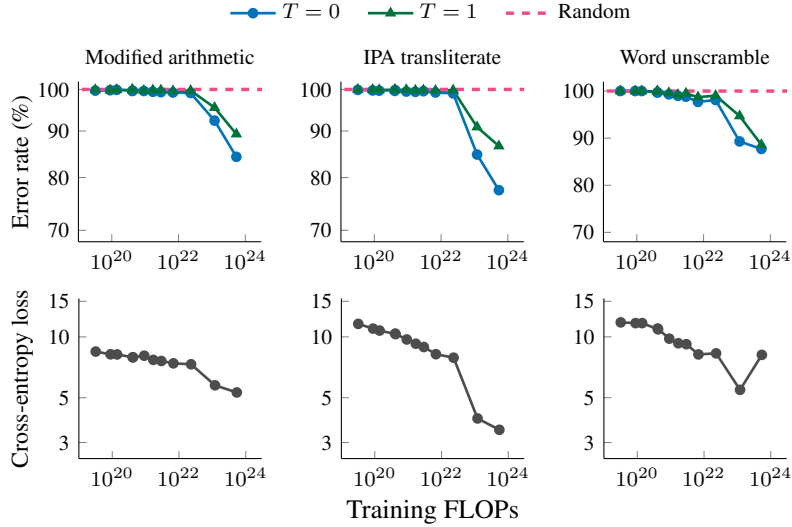 T = 0 T = 1 Random
Modified arithmetic IPA transliterate Word unscramble
Error rate (%)
100 100 100
90 90 90
80 80 80
70 70 70
10^20 10^22 10^24 10^20 10^22 10^24 10^20 10^22 10^24
Cross-entropy loss
15 15 15
10 10 10
5 5 5
3 3 3
10^20 10^22 10^24 10^20 10^22 10^24 10^20 10^22 10^24
Training FLOPs